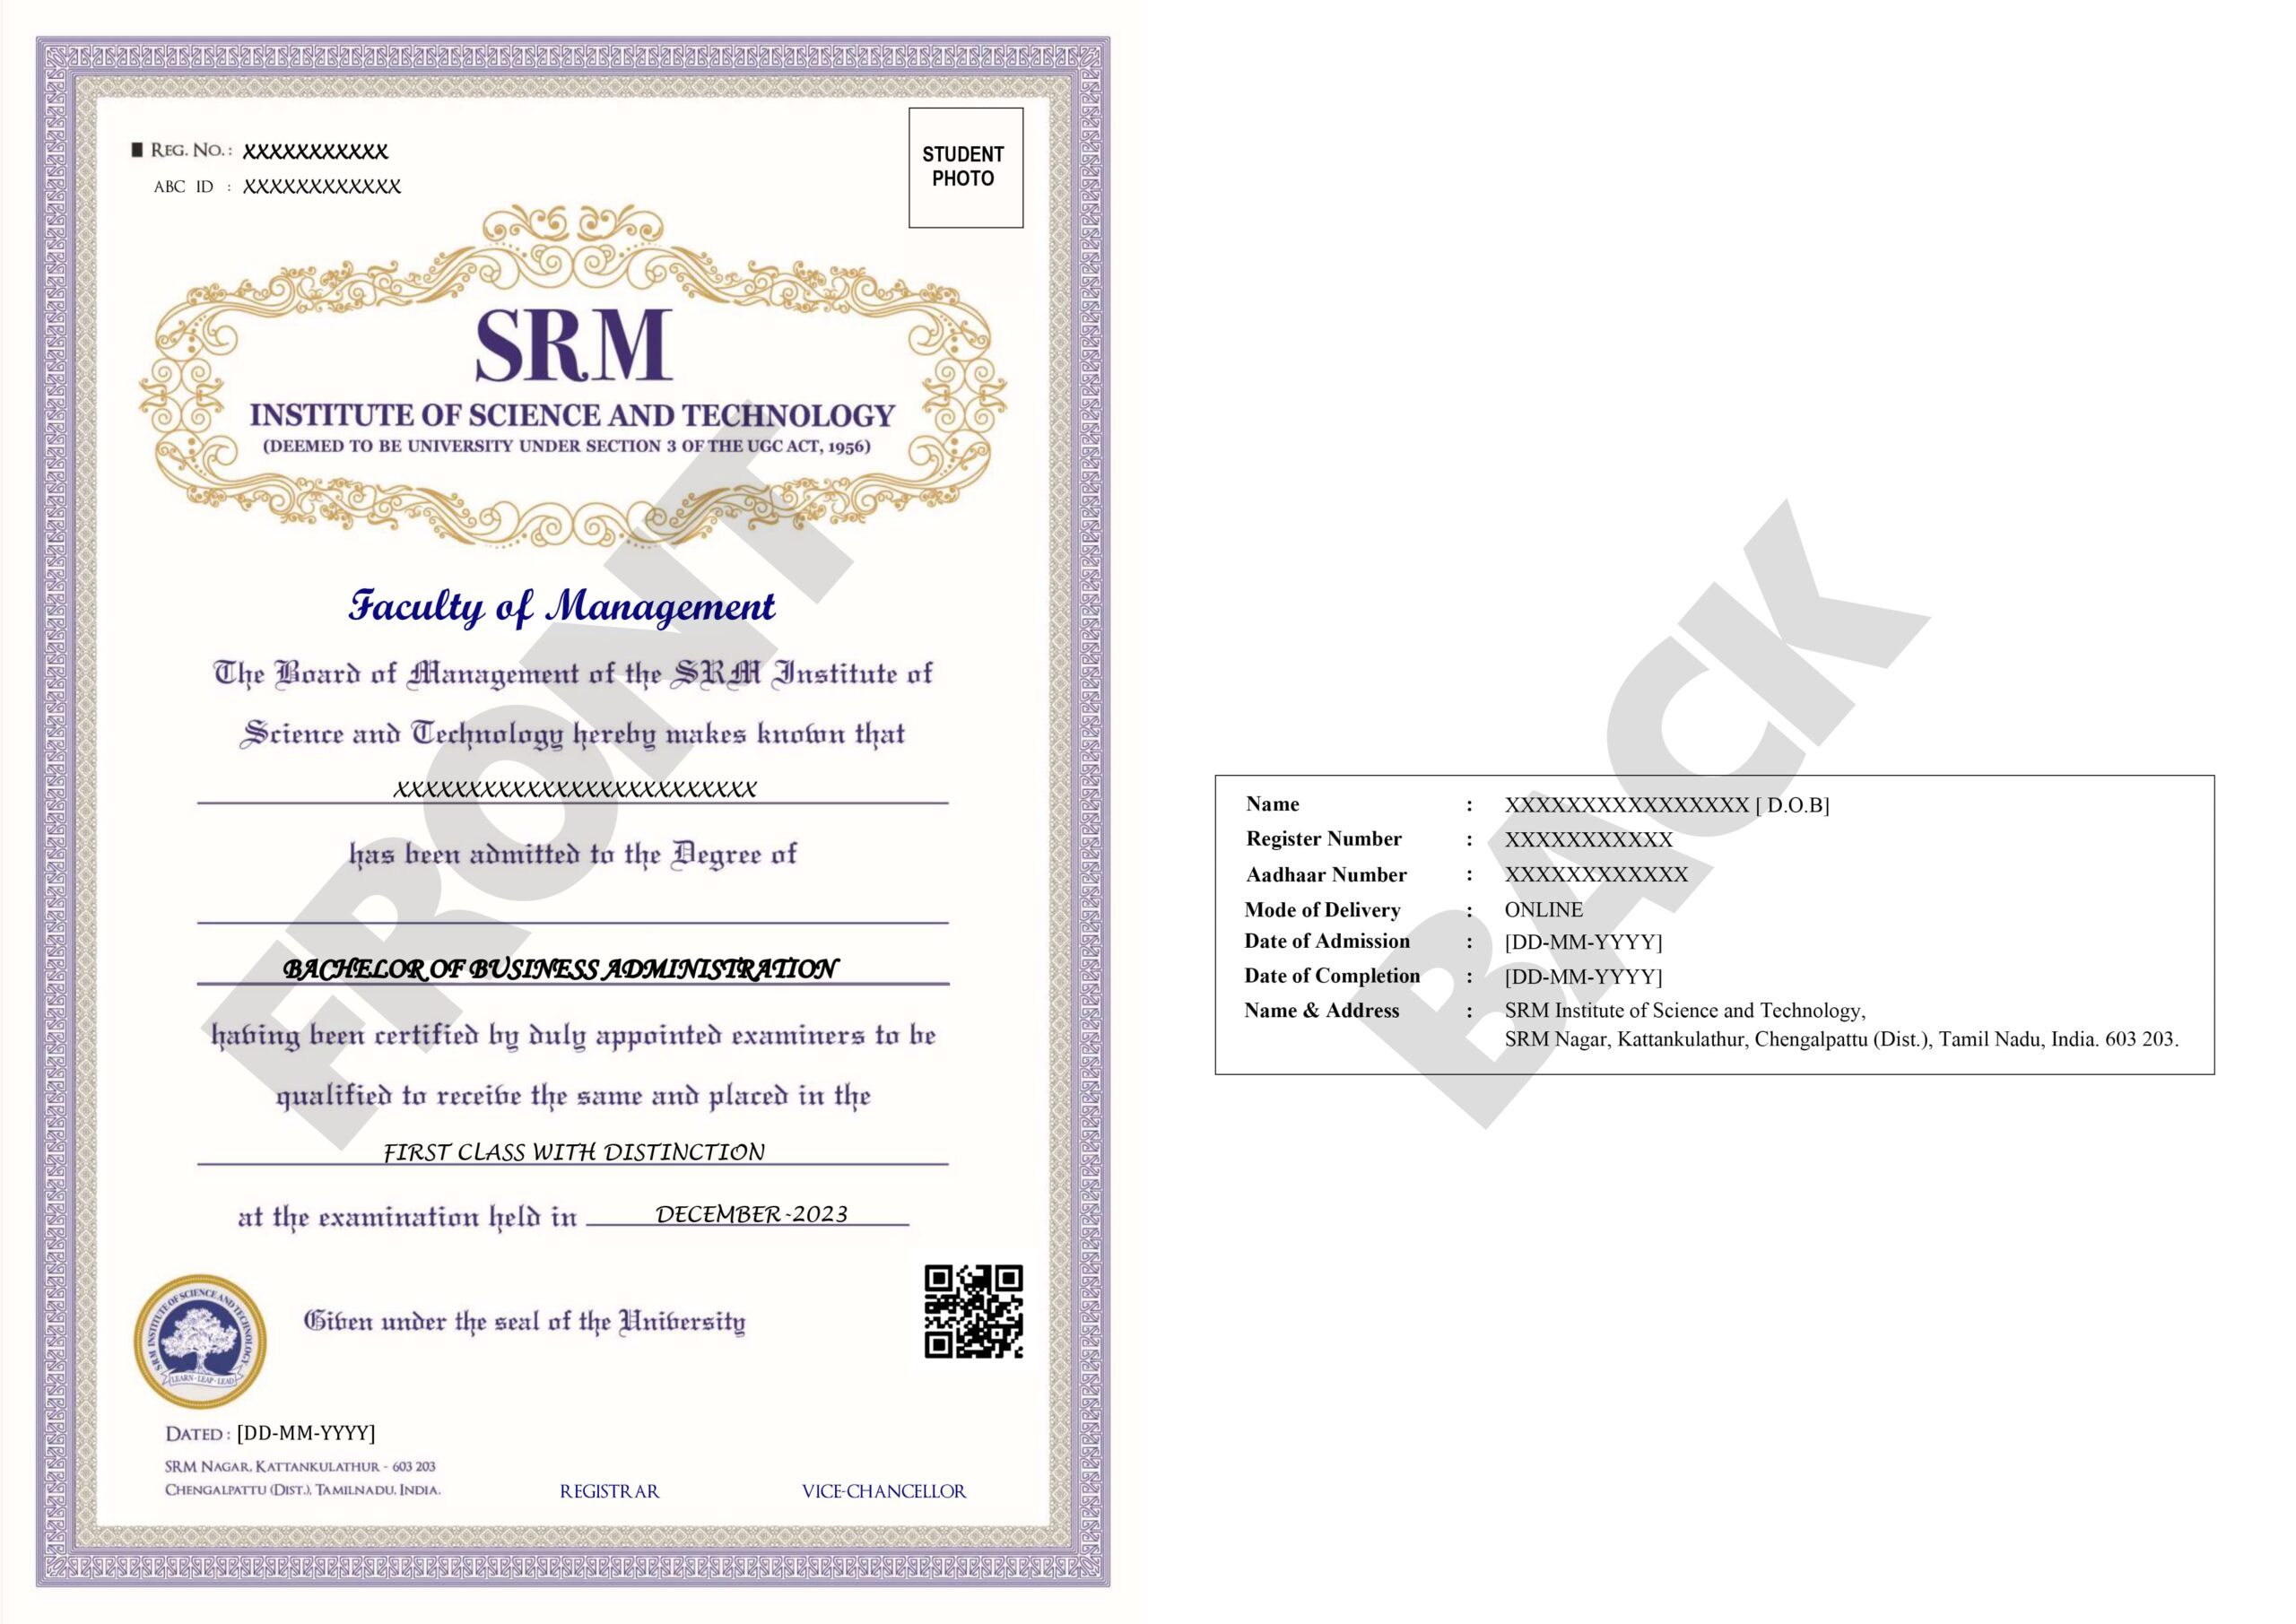 REG. NO. : XXXXXXXXXXX
ABC ID : XXXXXXXXXXXX
STUDENT
PHOTO
SRM
INSTITUTE OF SCIENCE AND TECHNOLOGY
(DEEMED TO BE UNIVERSITY UNDER SECTION 3 OF THE UGC ACT, 1956)
Faculty of Management
The Board of Management of the SRM Institute of
Science and Technology hereby makes known that
XXXXXXXXXXXXXXXXXXXXXXXXX
has been admitted to the Degree of
BACHELOR OF BUSINESS ADMINISTRATION
having been certified by duly appointed examiners to be
qualified to receive the same and placed in the
FIRST CLASS WITH DISTINCTION
at the examination held in DECEMBER-2023
SRM INSTITUTE OF SCIENCE AND TECHNOLOGY
LEARN-LEAP-LEAD
Given under the seal of the University
DATED : [DD-MM-YYYY]
SRM NAGAR, KATTANKULATHUR - 603 203
CHENGALPATTU (DIST.), TAMILNADU, INDIA.
REGISTRAR
VICE-CHANCELLOR
FRONT
Name : XXXXXXXXXXXXXXXX [ D.O.B]
Register Number : XXXXXXXXXXX
Aadhaar Number : XXXXXXXXXXXX
Mode of Delivery : ONLINE
Date of Admission : [DD-MM-YYYY]
Date of Completion : [DD-MM-YYYY]
Name & Address : SRM Institute of Science and Technology,
SRM Nagar, Kattankulathur, Chengalpattu (Dist.), Tamil Nadu, India. 603 203.
BACK